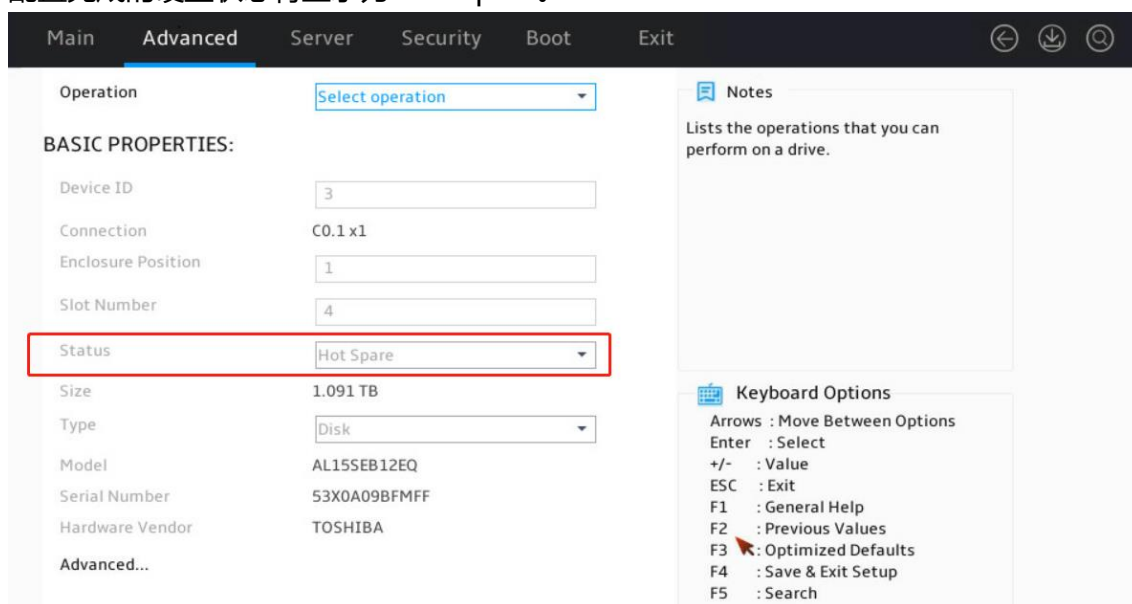 Main Advanced Server Security Boot Exit
Operation Select operation
BASIC PROPERTIES:
Device ID 3
Connection C0.1 x1
Enclosure Position 1
Slot Number 4
Status Hot Spare
Size 1.091 TB
Type Disk
Model AL15SEB12EQ
Serial Number 53X0A09BFMFF
Hardware Vendor TOSHIBA
Advanced...
Notes
Lists the operations that you can
perform on a drive.
Keyboard Options
Arrows : Move Between Options
Enter : Select
+/- : Value
ESC : Exit
F1 : General Help
F2 : Previous Values
F3 : Optimized Defaults
F4 : Save & Exit Setup
F5 : Search